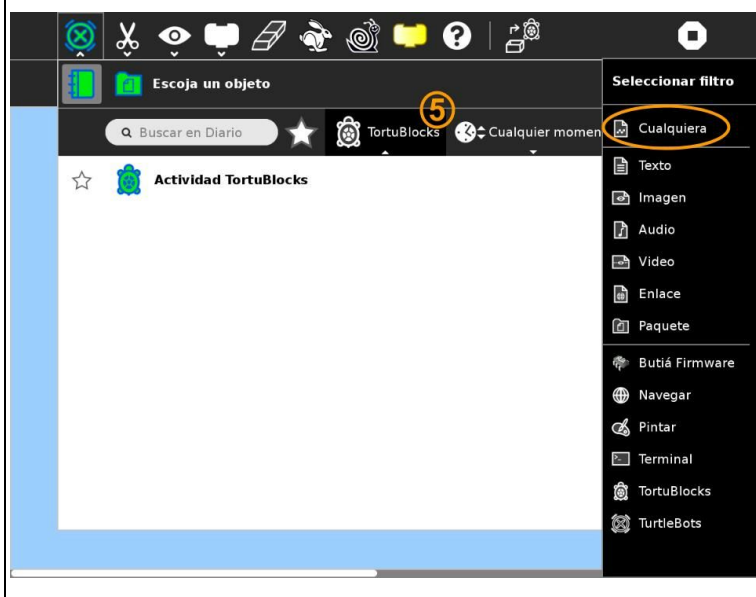 Escoja un objeto
Seleccionar filtro
5
Buscar en Diario
TortuBlocks
Cualquier momen
Cualquiera
Actividad TortuBlocks
Texto
Imagen
Audio
Video
Enlace
Paquete
Butiá Firmware
Navegar
Pintar
Terminal
TortuBlocks
TurtleBots